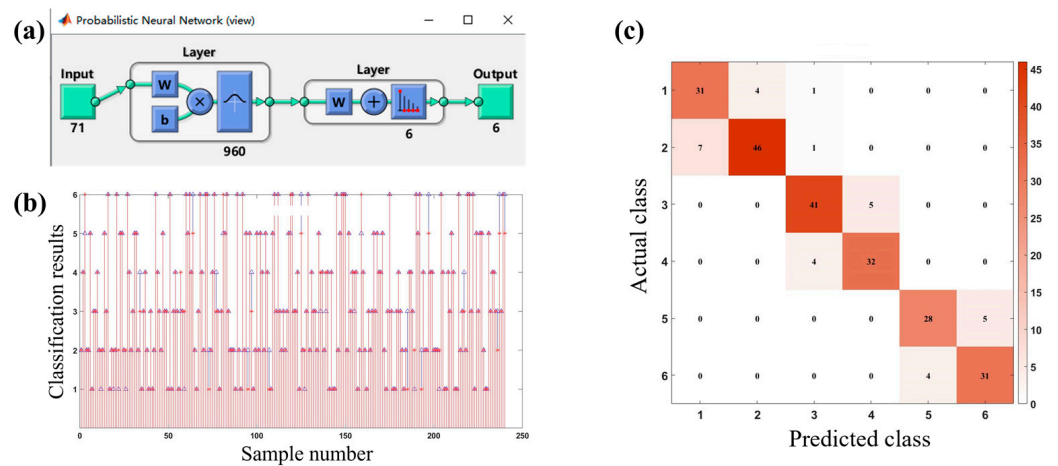 (a)
Probabilistic Neural Network (view)
Layer
Layer
Input
W
b
W
Output
71
960
6
6
(b)
Classification results
6
5
4
3
2
1
0
50
100
150
200
250
Sample number
(c)
Actual class
1
31 4 1 0 0 0
2
7 46 1 0 0 0
3
0 0 41 5 0 0
4
0 0 4 32 0 0
5
0 0 0 0 28 5
6
0 0 0 0 4 31
1 2 3 4 5 6
Predicted class
45
40
35
30
25
20
15
10
5
0